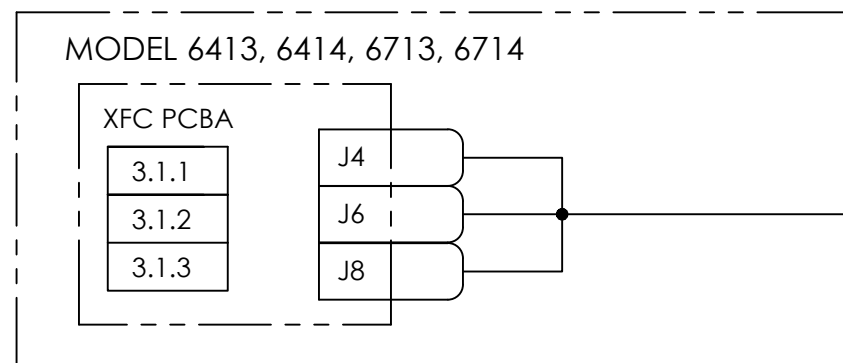 MODEL 6413, 6414, 6713, 6714
XFC PCBA
3.1.1
3.1.2
3.1.3
J4
J6
J8